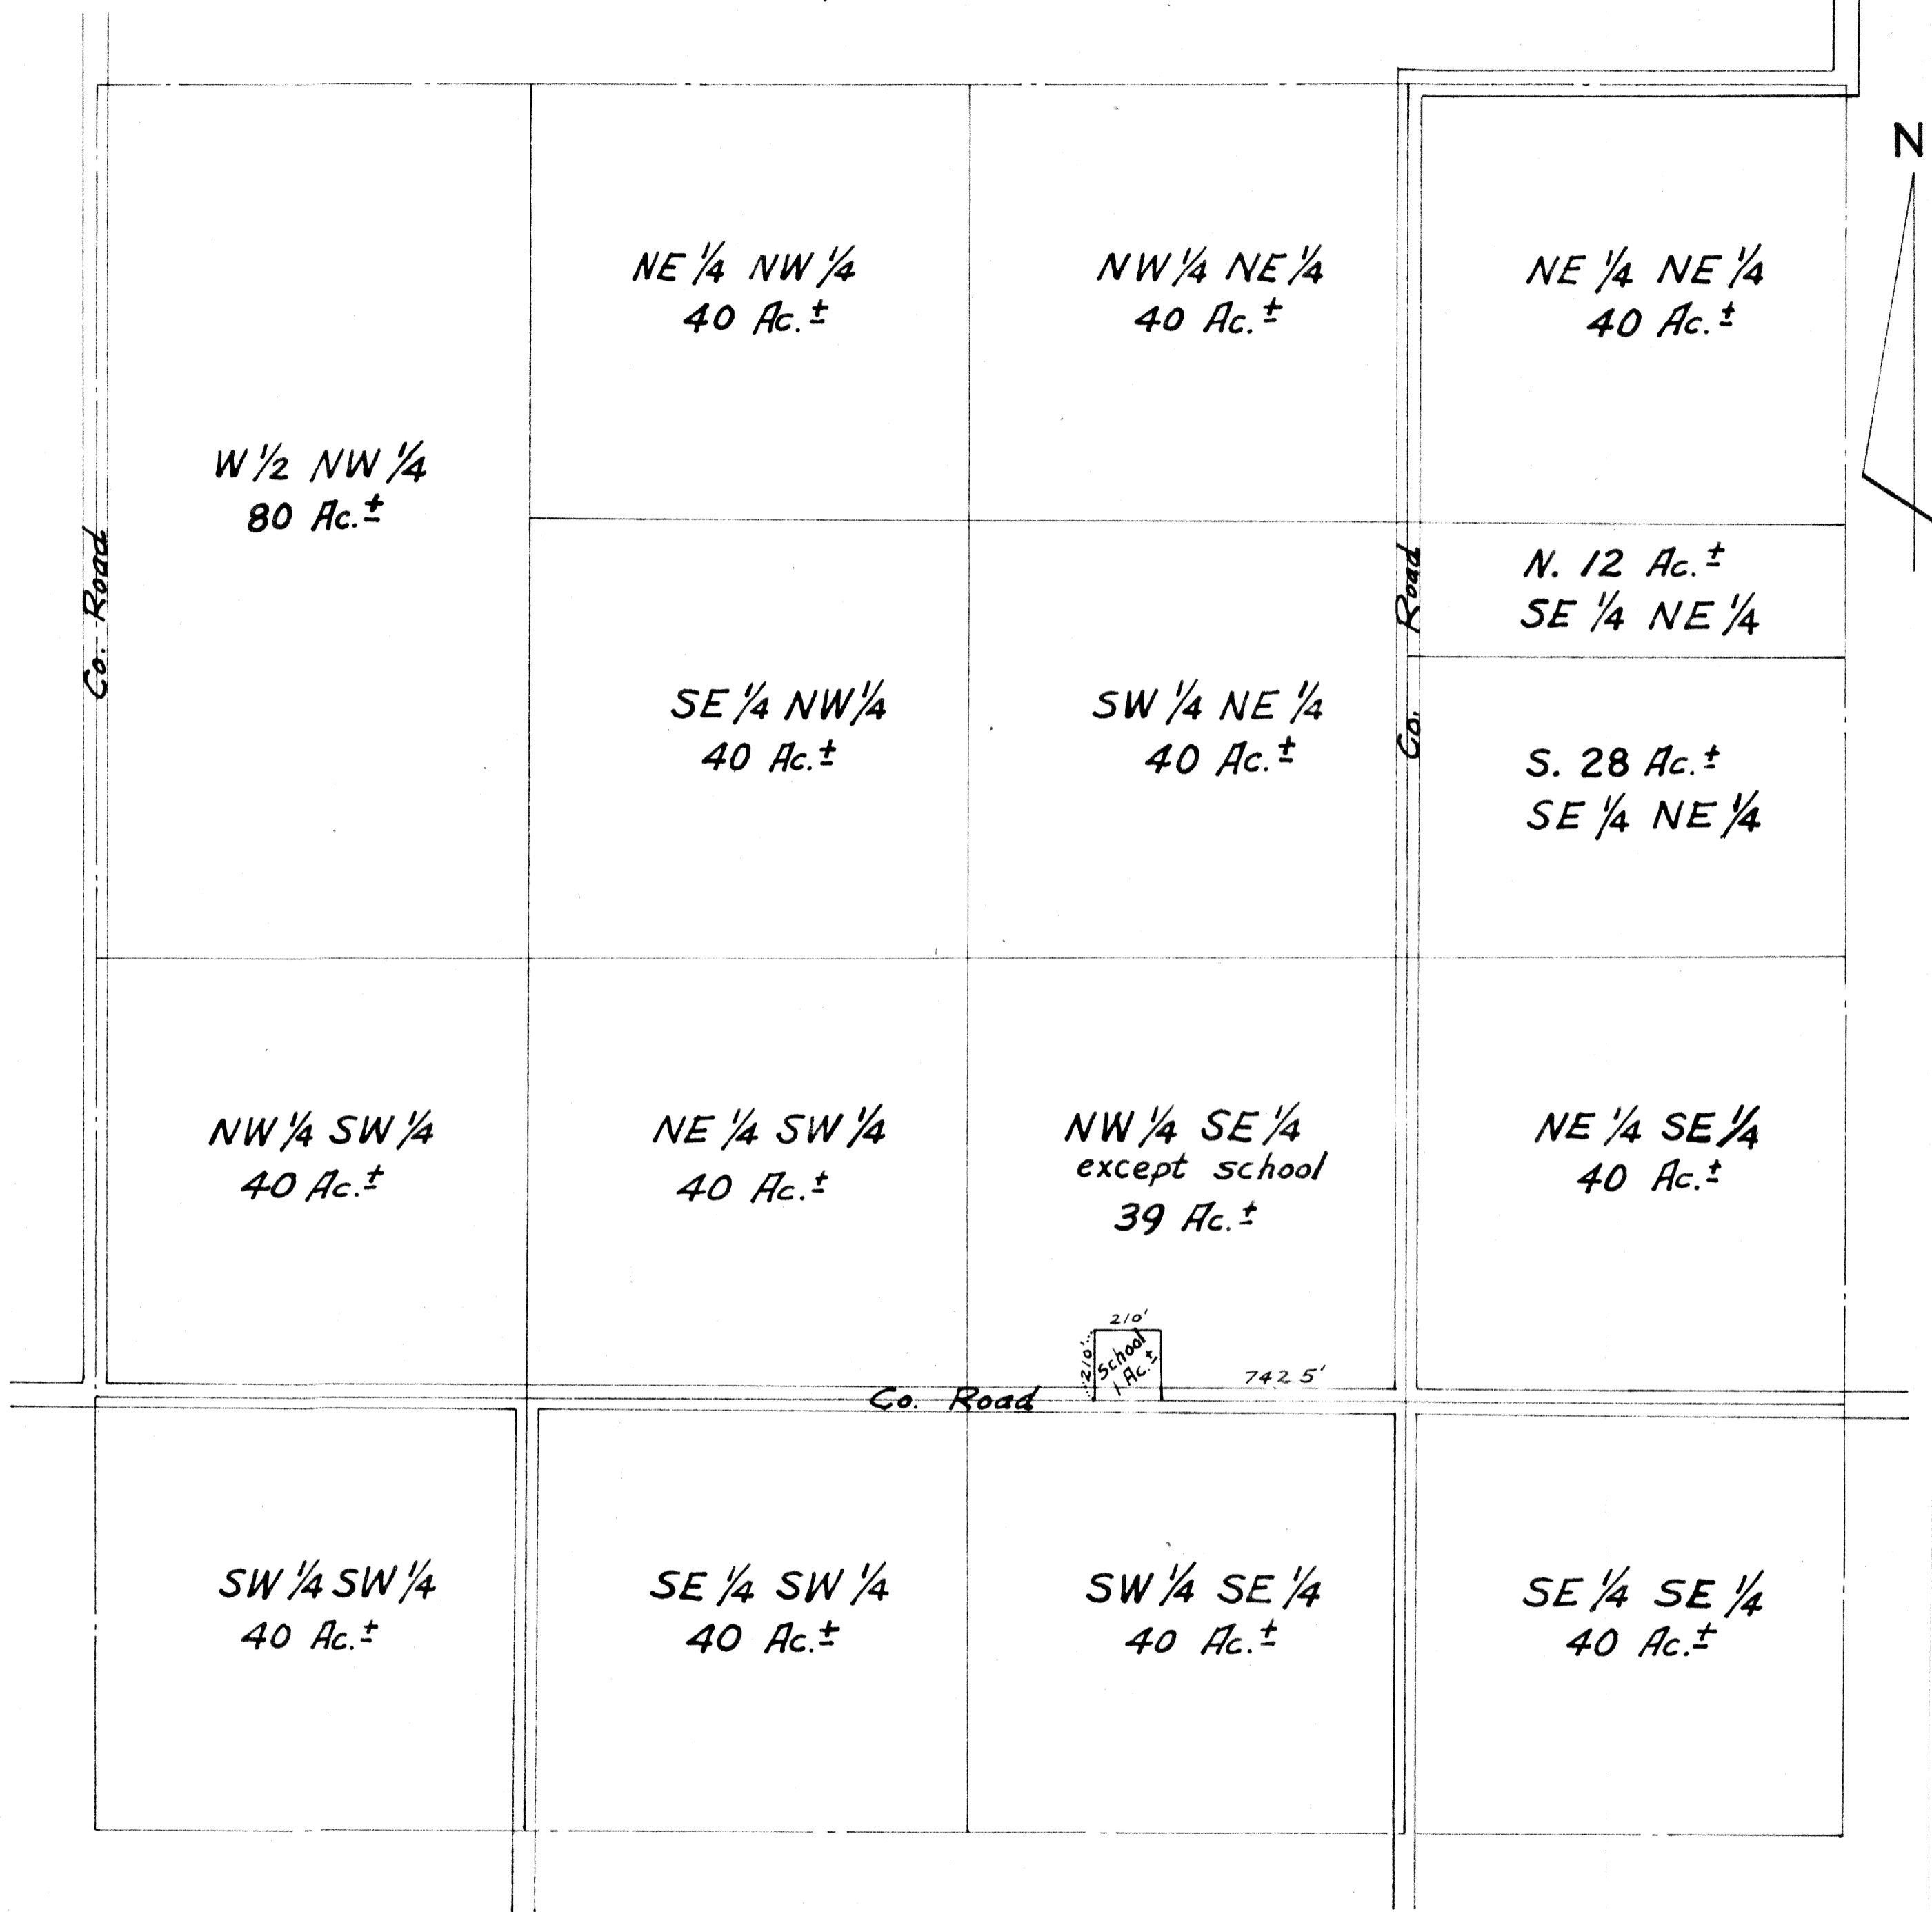 N
NE 1/4 NW 1/4
40 Ac.±
NW 1/4 NE 1/4
40 Ac.±
NE 1/4 NE 1/4
40 Ac.±
W 1/2 NW 1/4
80 Ac.±
Co. Road
Co. Road
N. 12 Ac.±
SE 1/4 NE 1/4
SE 1/4 NW 1/4
40 Ac.±
SW 1/4 NE 1/4
40 Ac.±
S. 28 Ac.±
SE 1/4 NE 1/4
NW 1/4 SW 1/4
40 Ac.±
NE 1/4 SW 1/4
40 Ac.±
NW 1/4 SE 1/4
except school
39 Ac.±
NE 1/4 SE 1/4
40 Ac.±
210'
210'
School
1 Ac.±
742 5'
Co. Road
SW 1/4 SW 1/4
40 Ac.±
SE 1/4 SW 1/4
40 Ac.±
SW 1/4 SE 1/4
40 Ac.±
SE 1/4 SE 1/4
40 Ac.±